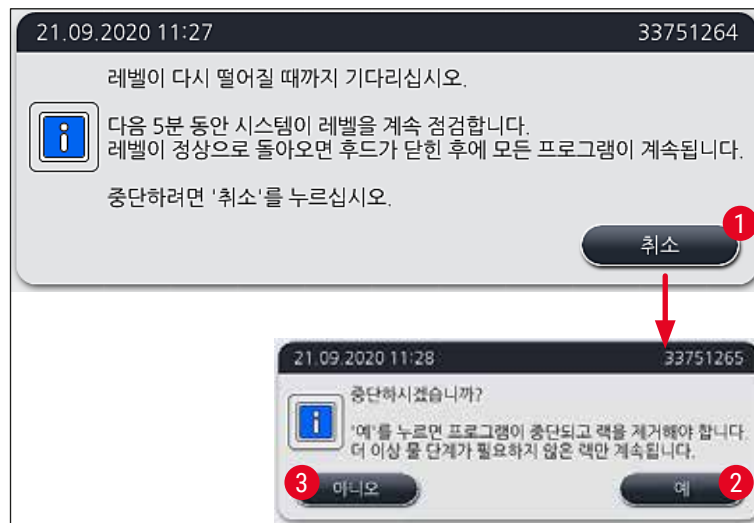 21.09.2020 11:27 33751264
레벨이 다시 떨어질 때까지 기다리십시오.
다음 5분 동안 시스템이 레벨을 계속 점검합니다.
레벨이 정상으로 돌아오면 후드가 닫힌 후에 모든 프로그램이 계속됩니다.
중단하려면 '취소'를 누르십시오.
1
취소
21.09.2020 11:28 33751265
중단하시겠습니까?
'예'를 누르면 프로그램이 중단되고 랙을 제거해야 합니다.
더 이상 물 단계가 필요하지 않은 랙만 계속됩니다.
3 아니오 예 2